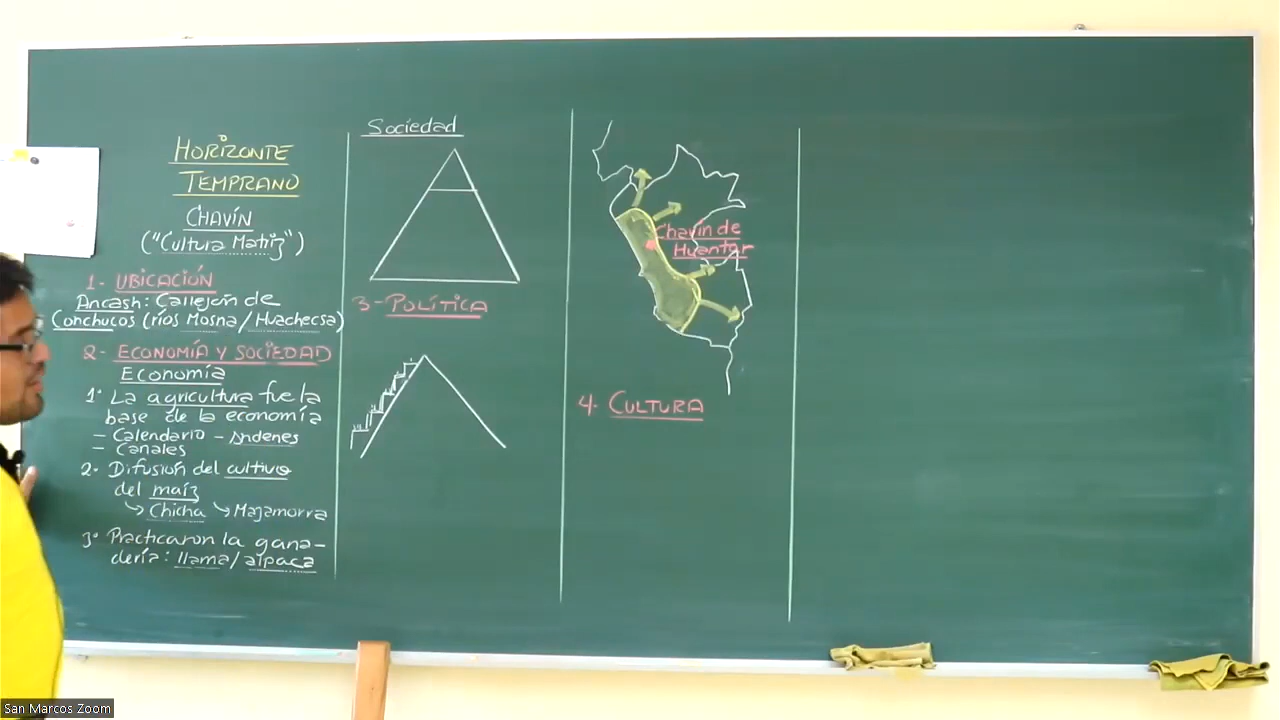 HORIZONTE
TEMPRANO
CHAVÍN
("Cultura Matriz")
1- UBICACIÓN
Ancash: Callejón de
Conchucos (ríos Mosna/Huachecsa)
2- ECONOMÍA Y SOCIEDAD
Economía
1° La agricultura fue la
base de la economía
- Calendario - Andenes
- Canales
2° Difusión del cultivo
del maíz
↳ Chicha ↳ Mazamorra
3° Practicaron la gana-
dería: llama/alpaca
Sociedad
3- POLÍTICA
Chavín de
Huantar
4. CULTURA
San Marcos Zoom